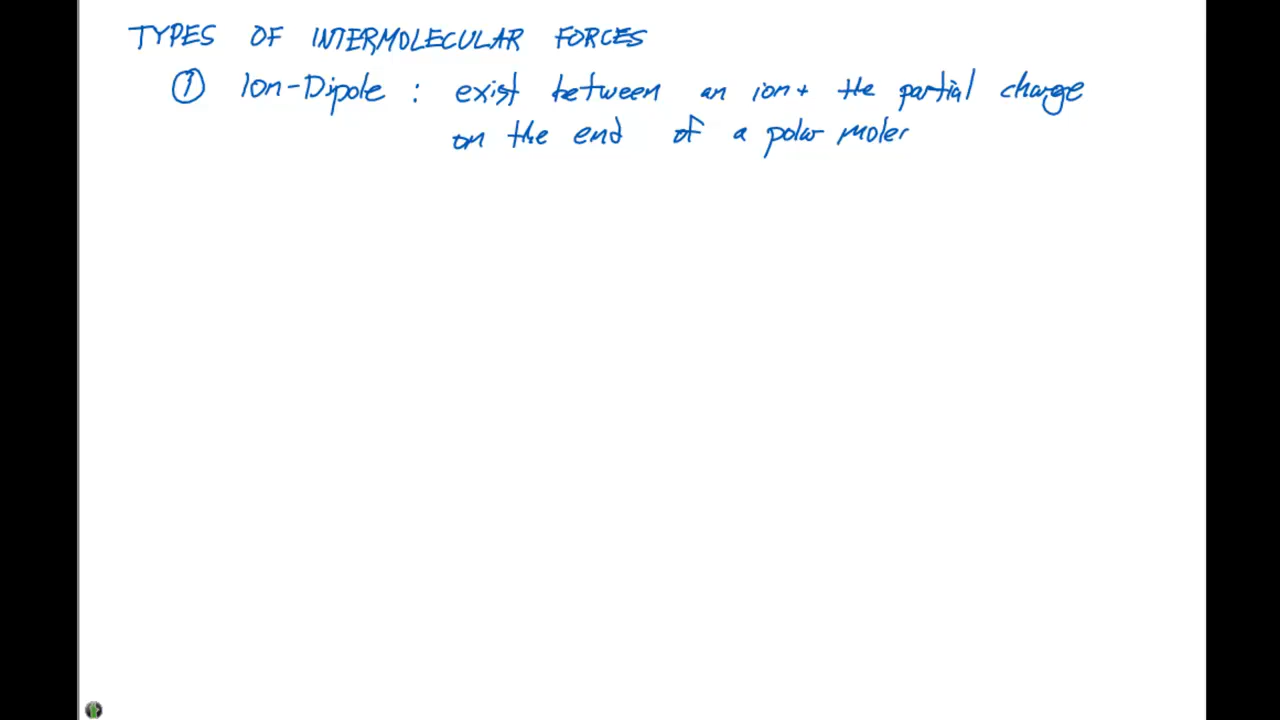 TYPES OF INTERMOLECULAR FORCES
① Ion-Dipole : exist between an ion + the partial charge
on the end of a polar molec